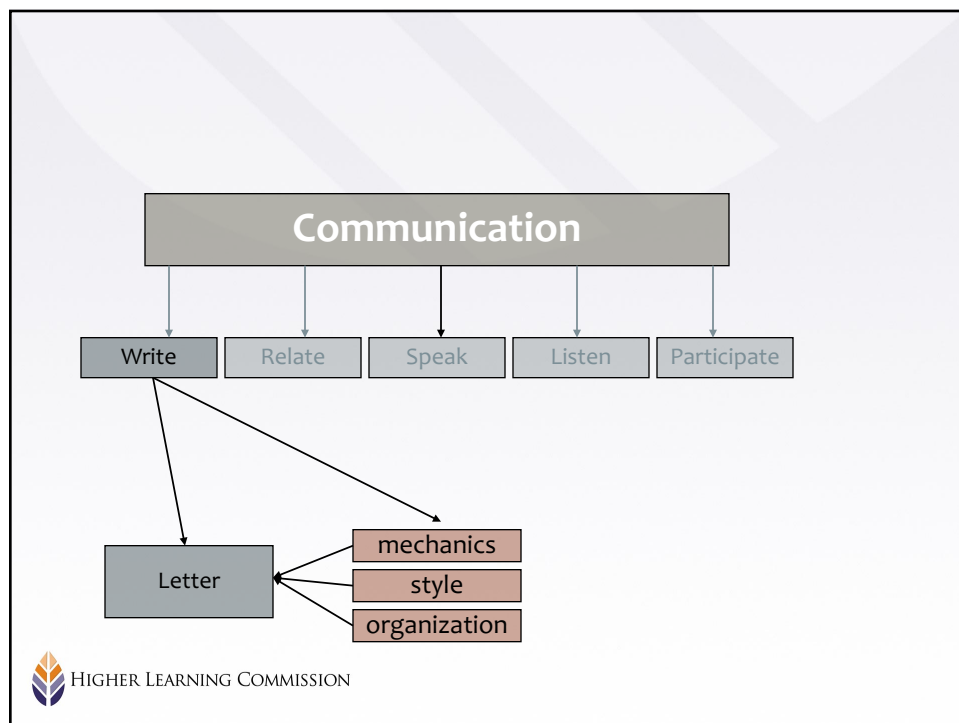 Communication
Write Relate Speak Listen Participate
mechanics
Letter style
organization
HIGHER LEARNING COMMISSION